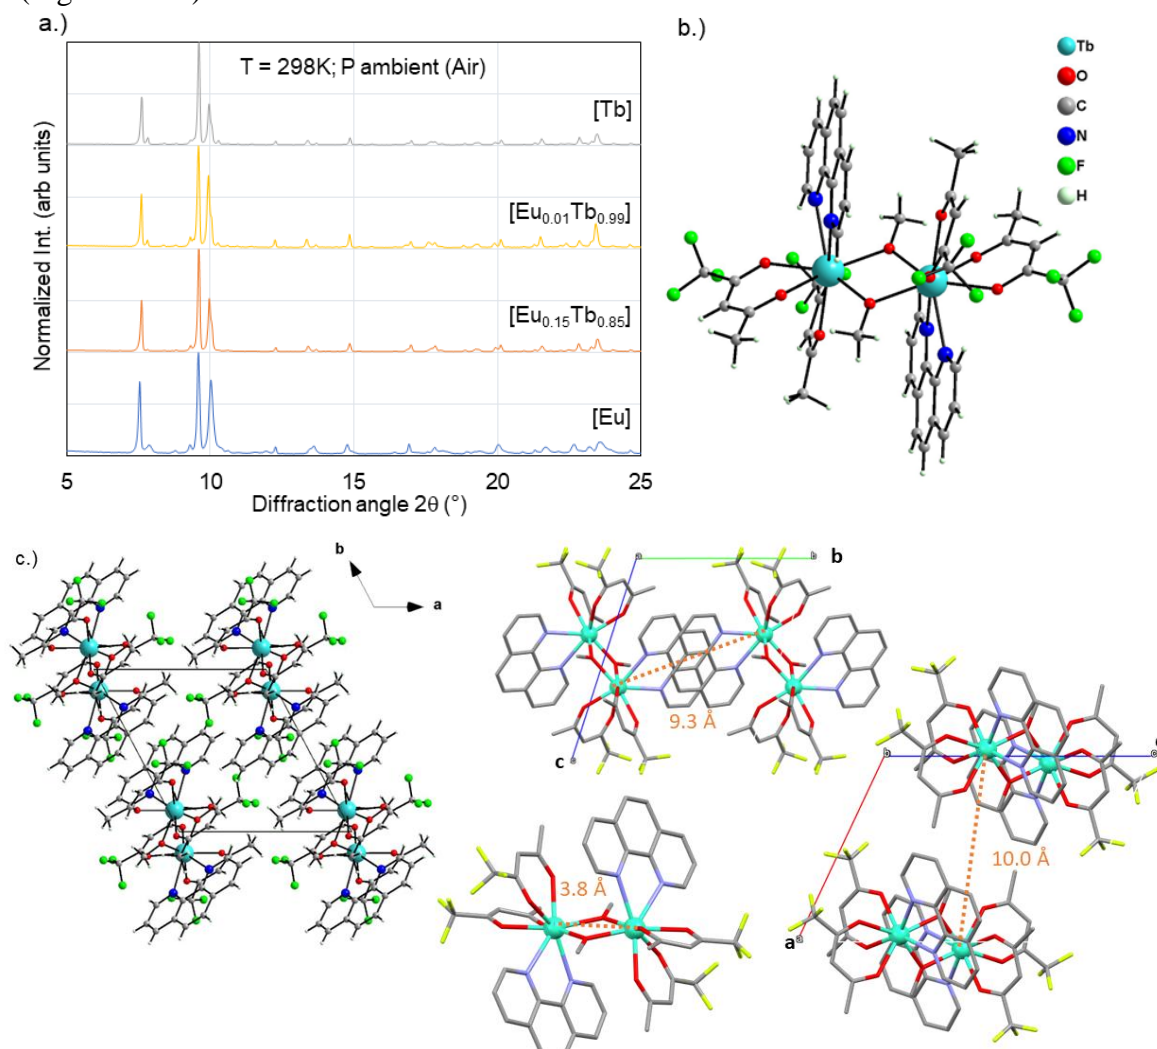 a.)
T = 298K; P ambient (Air)
[Tb]
[Eu0.01Tb0.99]
[Eu0.15Tb0.85]
[Eu]
Normalized Int. (arb units)
5 10 15 20 25
Diffraction angle 2θ (°)
b.)
Tb
O
C
N
F
H
c.)
b
a
a b b
9.3 Å
c
3.8 Å
b
10.0 Å
a